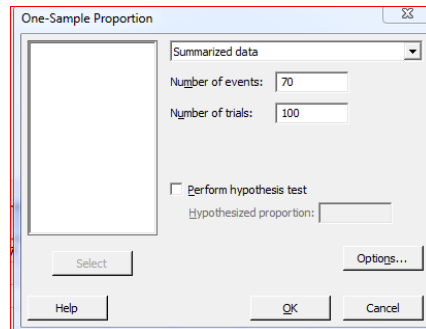 One-Sample Proportion
Summarized data
Number of events: 70
Number of trials: 100
Perform hypothesis test
Hypothesized proportion:
Select
Options...
Help
OK
Cancel